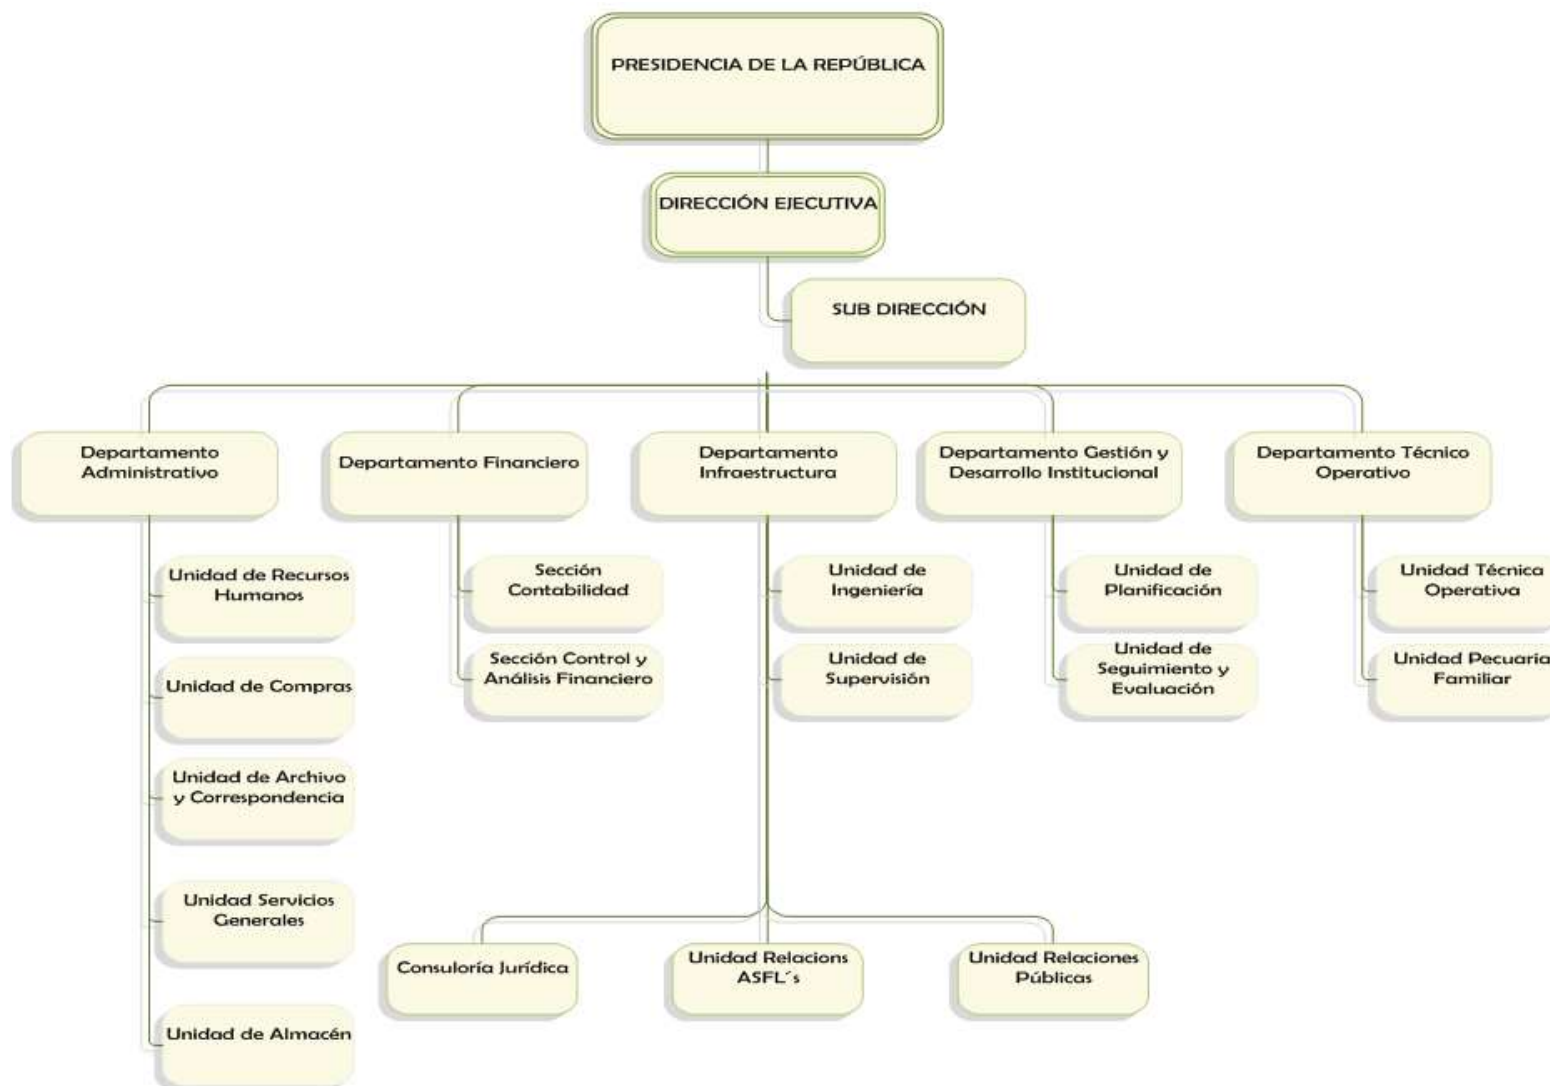 PRESIDENCIA DE LA REPÚBLICA
DIRECCIÓN EJECUTIVA
SUB DIRECCIÓN
Departamento
Administrativo
Departamento Financiero
Departamento
Infraestructura
Departamento Gestión y
Desarrollo Institucional
Departamento Técnico
Operativo
Unidad de Recursos
Humanos
Unidad de Compras
Unidad de Archivo
y Correspondencia
Unidad Servicios
Generales
Unidad de Almacén
Sección
Contabilidad
Sección Control y
Análisis Financiero
Unidad de
Ingeniería
Unidad de
Supervisión
Unidad de
Planificación
Unidad de
Seguimiento y
Evaluación
Unidad Técnica
Operativa
Unidad Pecuaria
Familiar
Consuloría Jurídica
Unidad Relacions
ASFL´s
Unidad Relaciones
Públicas